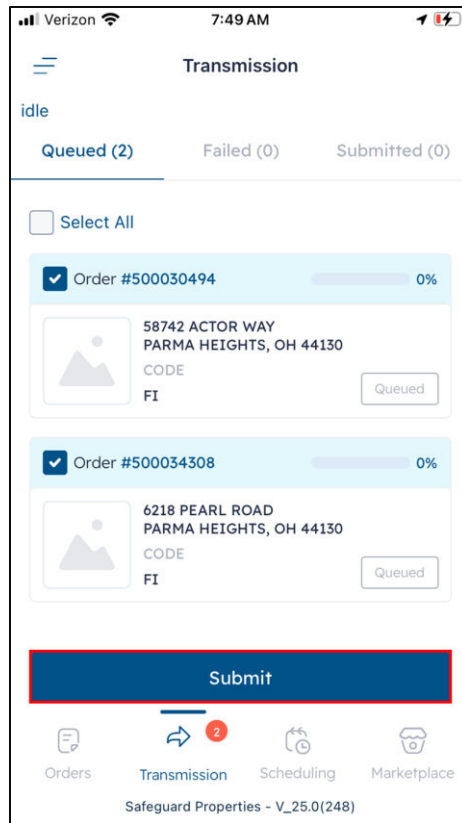 Verizon 7:49 AM
Transmission
idle
Queued (2) Failed (0) Submitted (0)
Select All
Order #500030494 0%
58742 ACTOR WAY
PARMA HEIGHTS, OH 44130
CODE
FI
Queued
Order #500034308 0%
6218 PEARL ROAD
PARMA HEIGHTS, OH 44130
CODE
FI
Queued
Submit
2
Orders Transmission Scheduling Marketplace
Safeguard Properties - V_25.0(248)